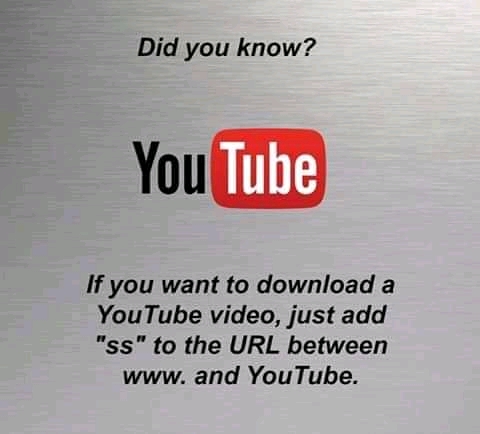 Did you know?
YouTube
If you want to download a
YouTube video, just add
"ss" to the URL between
www. and YouTube.